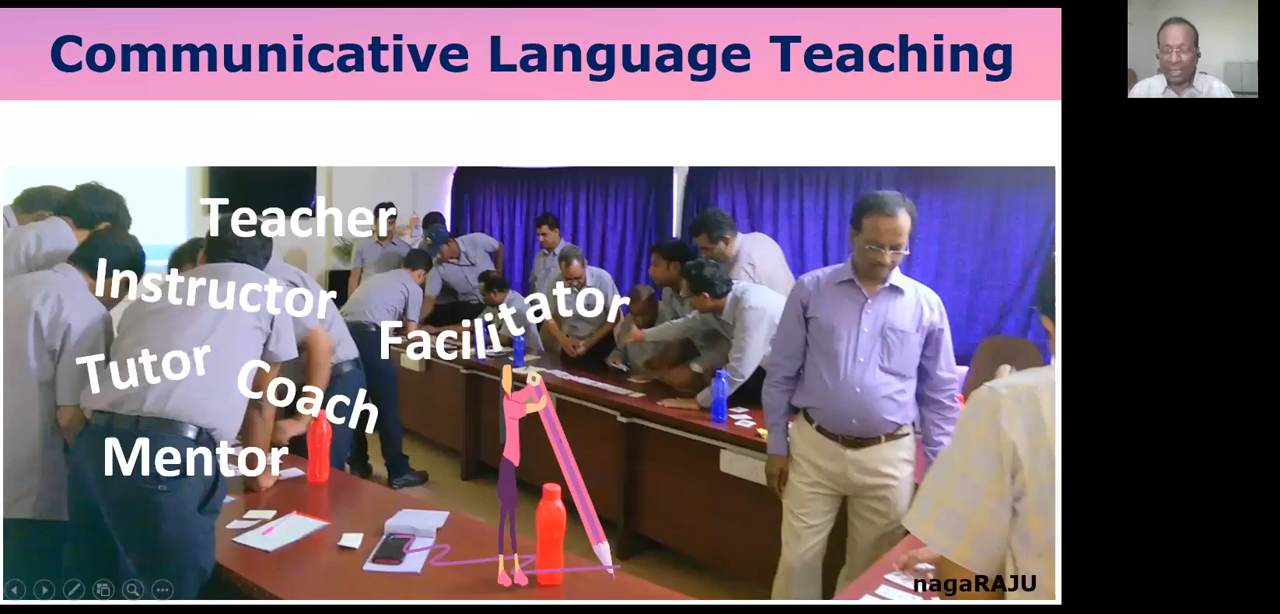 Communicative Language Teaching
Teacher
Instructor
Facilitator
Tutor
Coach
Mentor
nagaRAJU